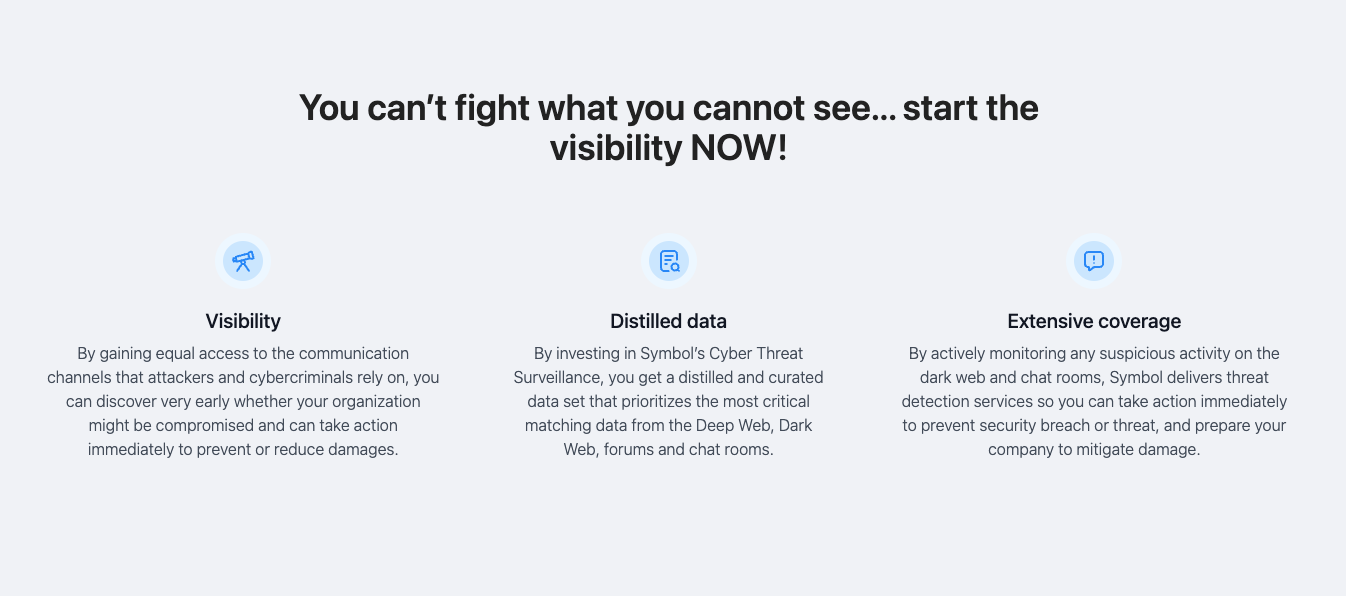 You can’t fight what you cannot see... start the
visibility NOW!
Visibility
By gaining equal access to the communication
channels that attackers and cybercriminals rely on, you
can discover very early whether your organization
might be compromised and can take action
immediately to prevent or reduce damages.
Distilled data
By investing in Symbol’s Cyber Threat
Surveillance, you get a distilled and curated
data set that prioritizes the most critical
matching data from the Deep Web, Dark
Web, forums and chat rooms.
Extensive coverage
By actively monitoring any suspicious activity on the
dark web and chat rooms, Symbol delivers threat
detection services so you can take action immediately
to prevent security breach or threat, and prepare your
company to mitigate damage.